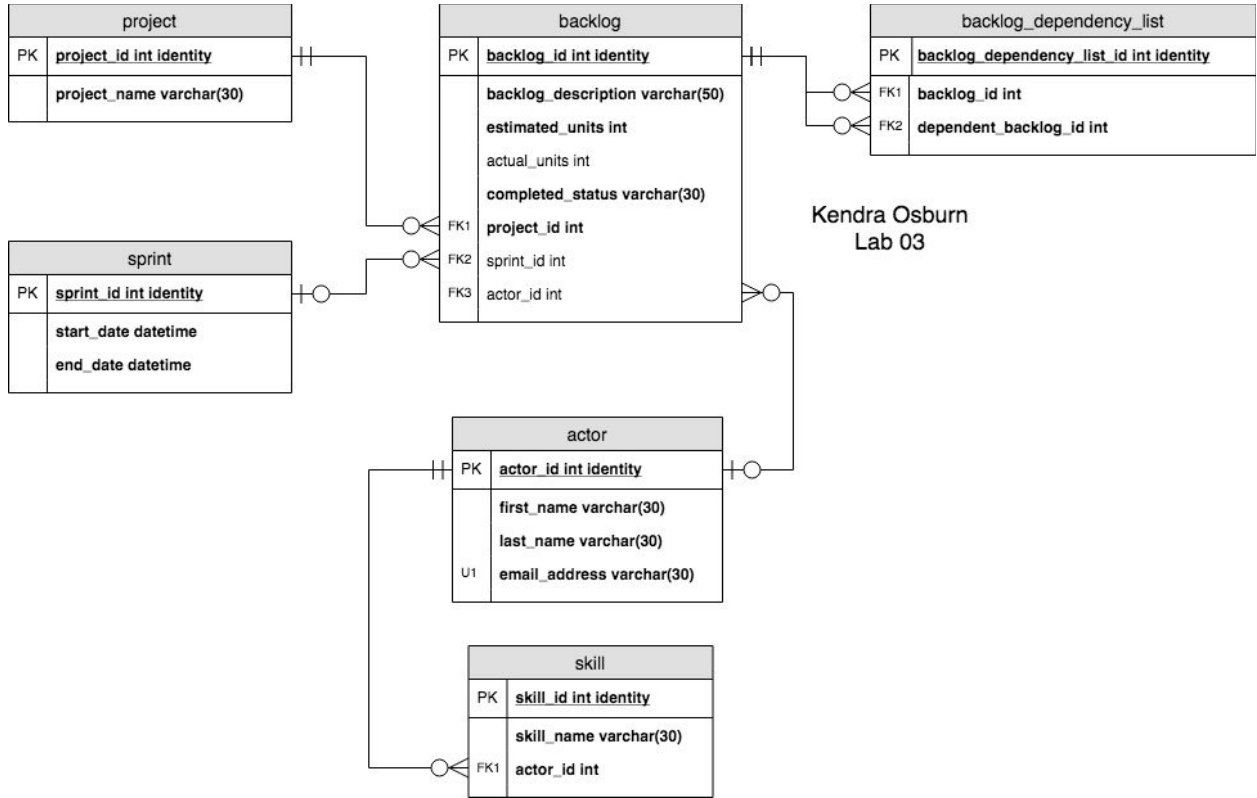 project
PK project_id int identity
project_name varchar(30)
backlog
PK backlog_id int identity
backlog_description varchar(50)
estimated_units int
actual_units int
completed_status varchar(30)
FK1 project_id int
FK2 sprint_id int
FK3 actor_id int
backlog_dependency_list
PK backlog_dependency_list_id int identity
FK1 backlog_id int
FK2 dependent_backlog_id int
Kendra Osburn
Lab 03
sprint
PK sprint_id int identity
start_date datetime
end_date datetime
actor
PK actor_id int identity
first_name varchar(30)
last_name varchar(30)
U1 email_address varchar(30)
skill
PK skill_id int identity
skill_name varchar(30)
FK1 actor_id int